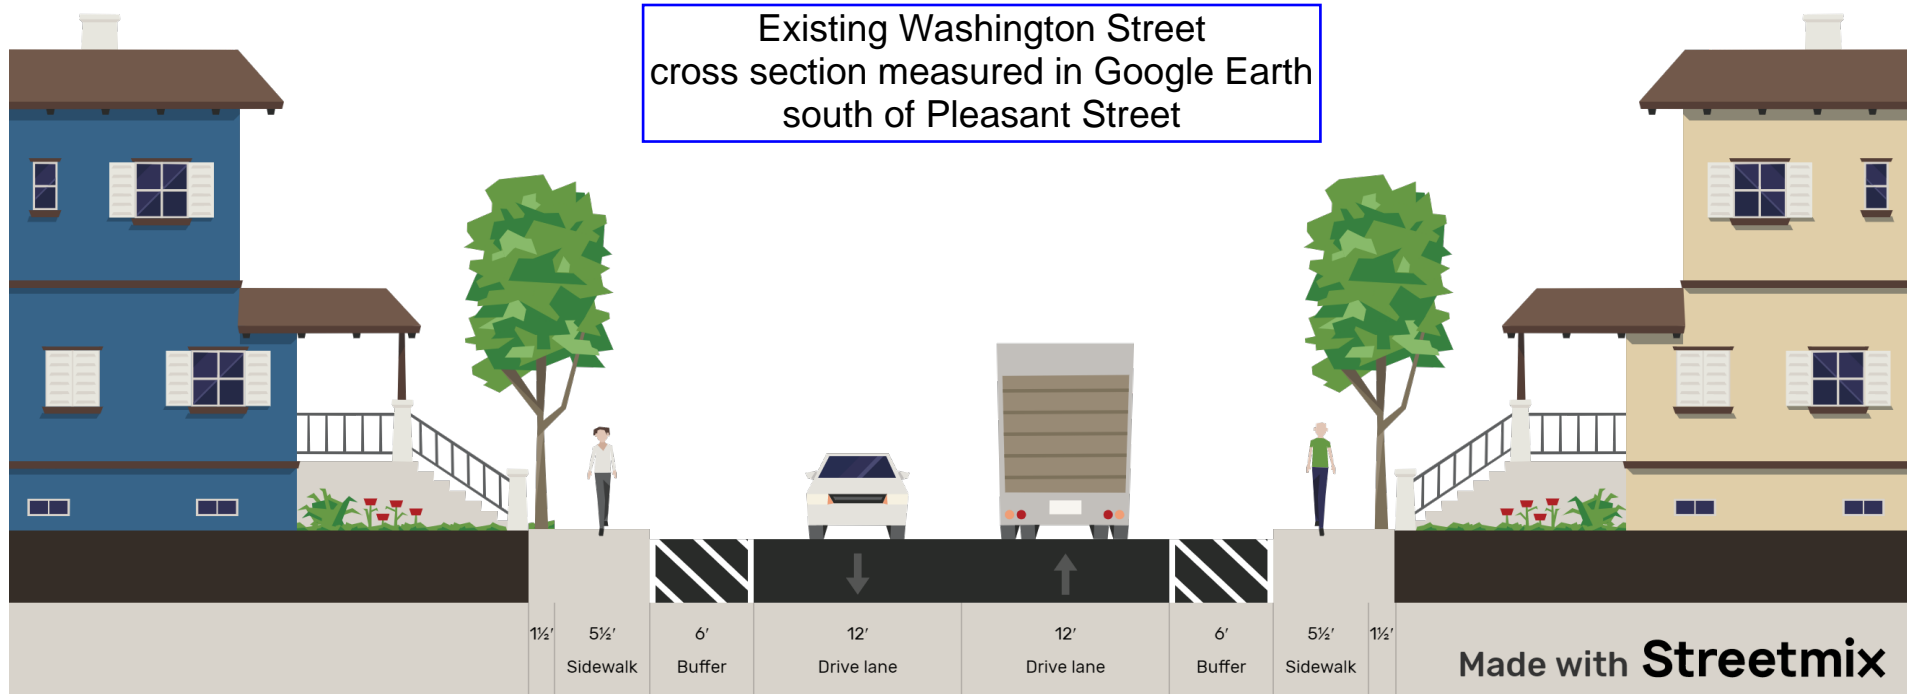 Existing Washington Street
cross section measured in Google Earth
south of Pleasant Street
1½′ 5½′ 6′ 12′ 12′ 6′ 5½′ 1½′
Sidewalk Buffer Drive lane Drive lane Buffer Sidewalk
Made with Streetmix